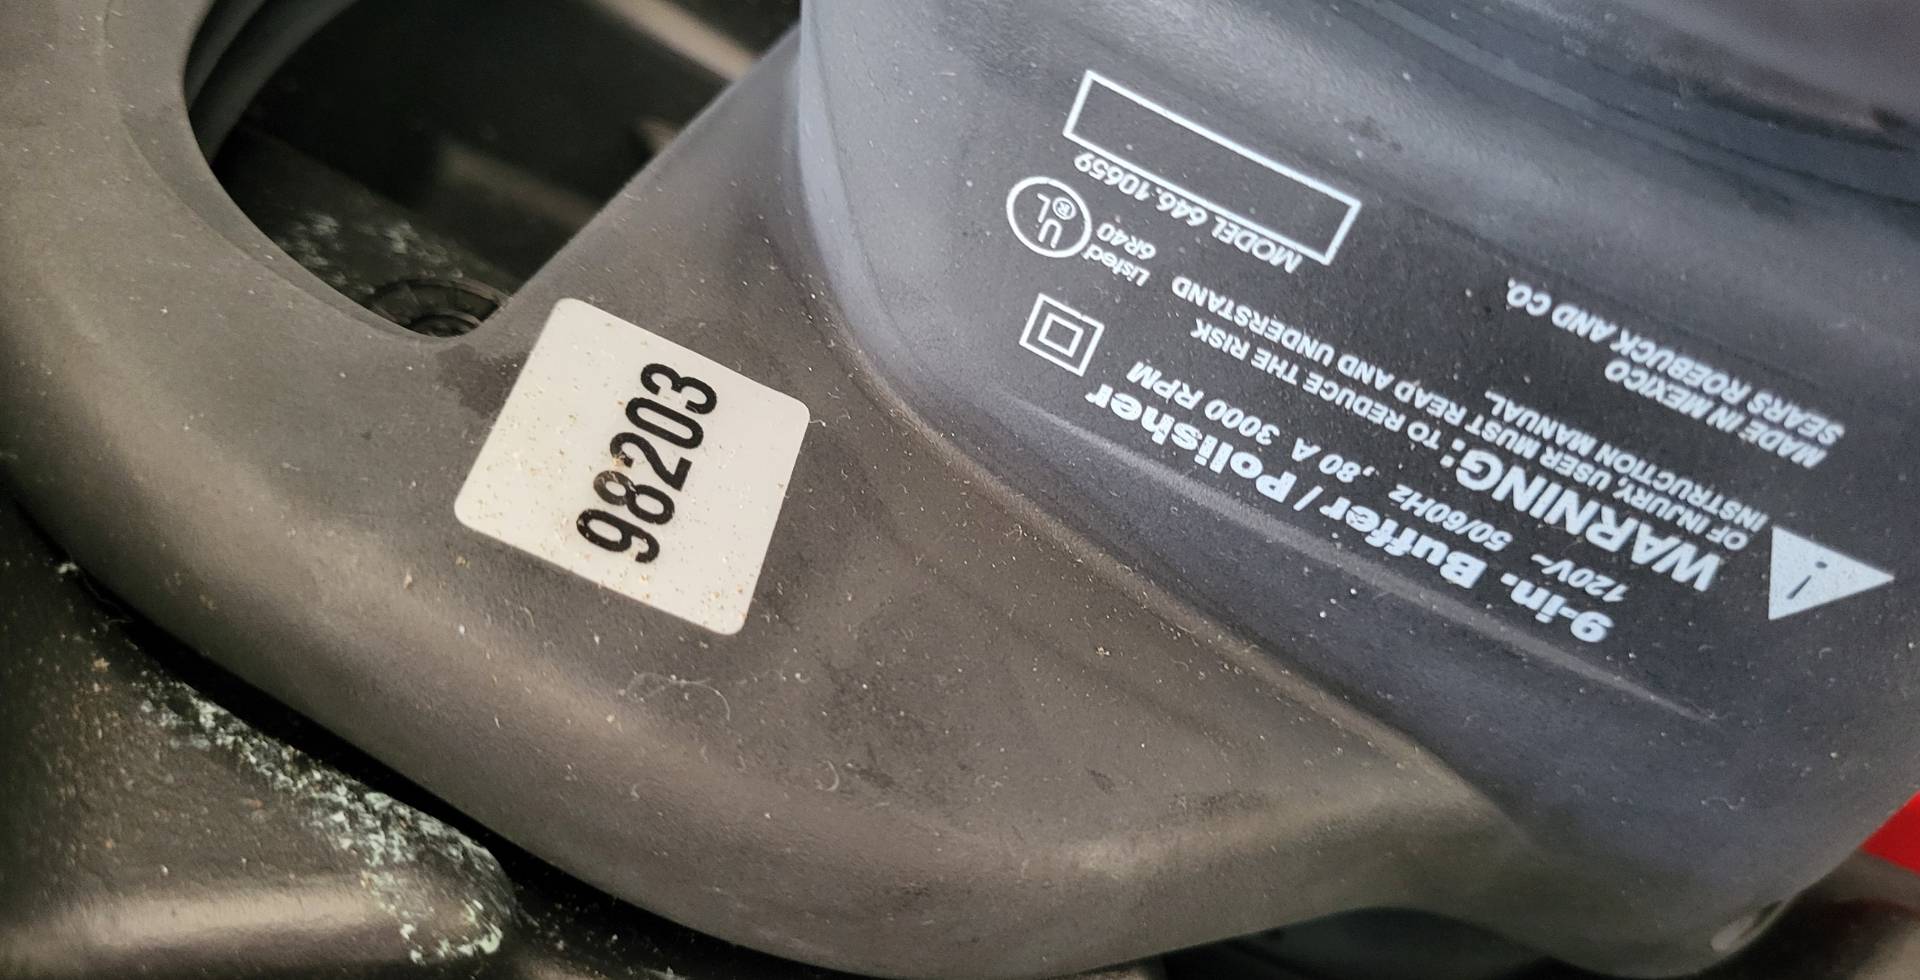 9-in. Buffer / Polisher
120V~ 50/60Hz .80 A 3000 RPM
WARNING: TO REDUCE THE RISK
OF INJURY, USER MUST READ AND UNDERSTAND
INSTRUCTION MANUAL.
MADE IN MEXICO
SEARS ROEBUCK AND CO.
UL ®
Listed
6R40
MODEL 646.10659
98203